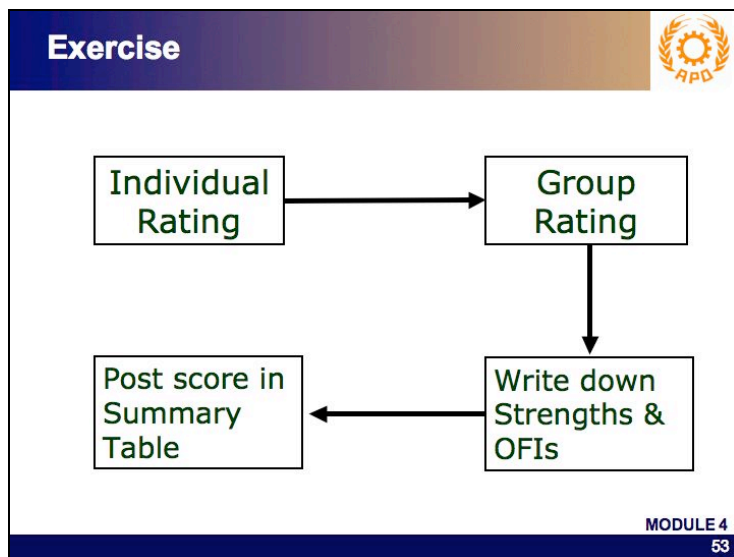 Exercise
APO
Individual
Rating
Group
Rating
Write down
Strengths &
OFIs
Post score in
Summary
Table
MODULE 4
53